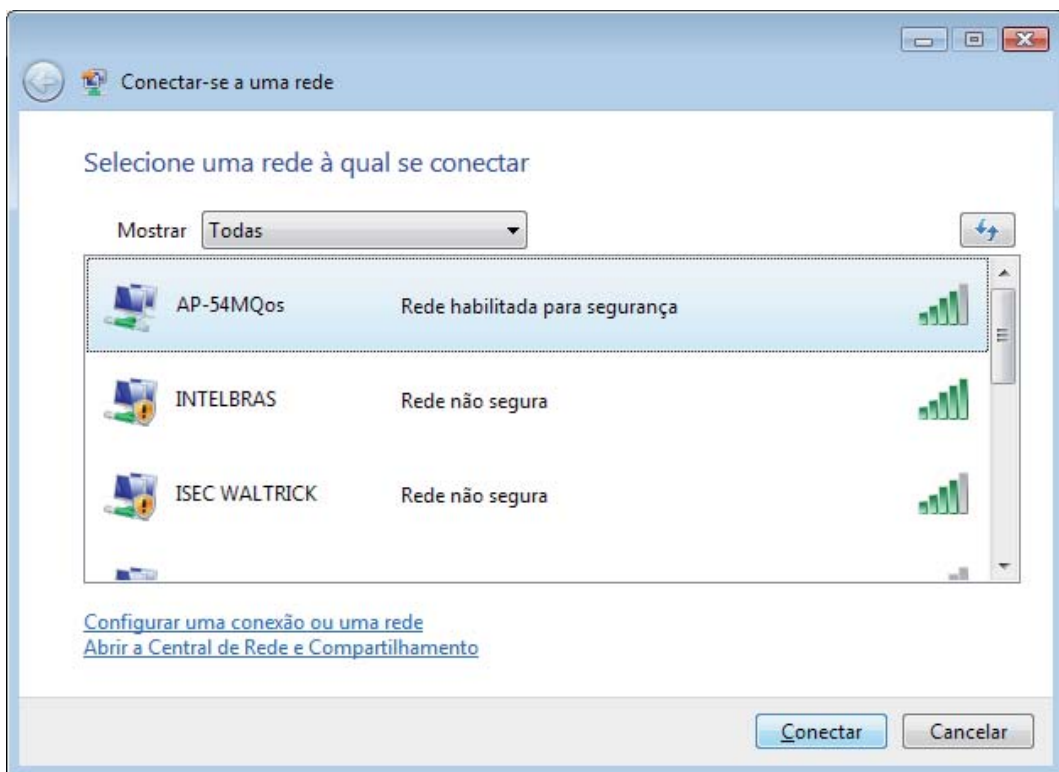 Conectar-se a uma rede
Selecione uma rede à qual se conectar
Mostrar Todas
AP-54MQos Rede habilitada para segurança
INTELBRAS Rede não segura
ISEC WALTRICK Rede não segura
Configurar uma conexão ou uma rede
Abrir a Central de Rede e Compartilhamento
Conectar Cancelar